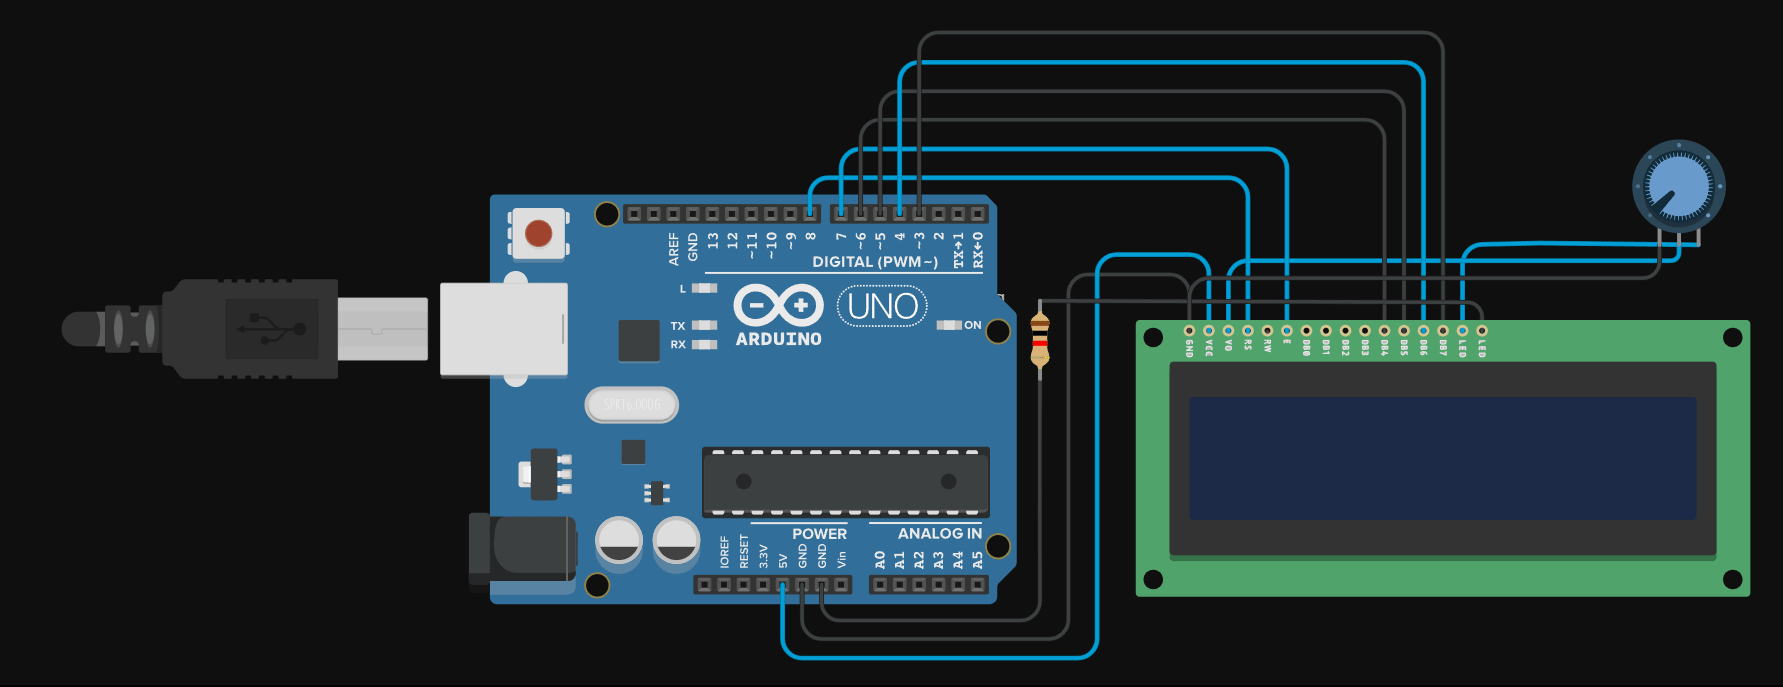 AREF
GND
13
12
~11
~10
~9
8
7
~6
~5
4
~3
2
TX→1
RX←0
DIGITAL (PWM~)
L
TX
RX
UNO
ARDUINO
ON
SPK16.000G
GND
VCC
VO
RS
RW
E
DB0
DB1
DB2
DB3
DB4
DB5
DB6
DB7
LED
LED
POWER
ANALOG IN
IOREF
RESET
3.3V
5V
GND
GND
Vin
A0
A1
A2
A3
A4
A5